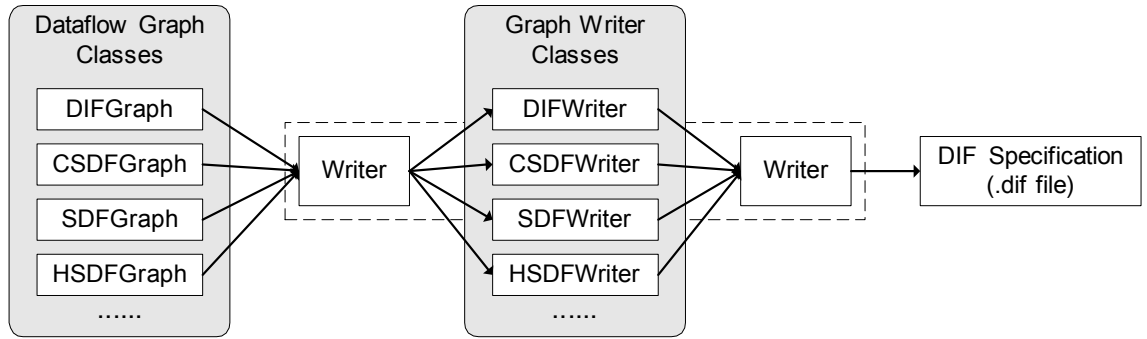 Dataflow Graph
Classes
DIFGraph
CSDFGraph
SDFGraph
HSDFGraph
......
Writer
Graph Writer
Classes
DIFWriter
CSDFWriter
SDFWriter
HSDFWriter
......
Writer
DIF Specification
(.dif file)